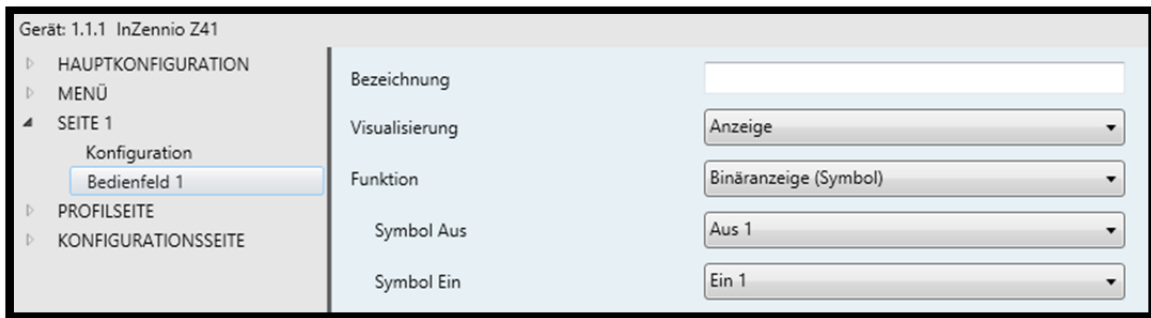 Gerät: 1.1.1 InZennio Z41
HAUPTKONFIGURATION
MENÜ
SEITE 1
Konfiguration
Bedienfeld 1
PROFILSEITE
KONFIGURATIONSSEITE
Bezeichnung
Visualisierung Anzeige
Funktion Binäranzeige (Symbol)
Symbol Aus Aus 1
Symbol Ein Ein 1